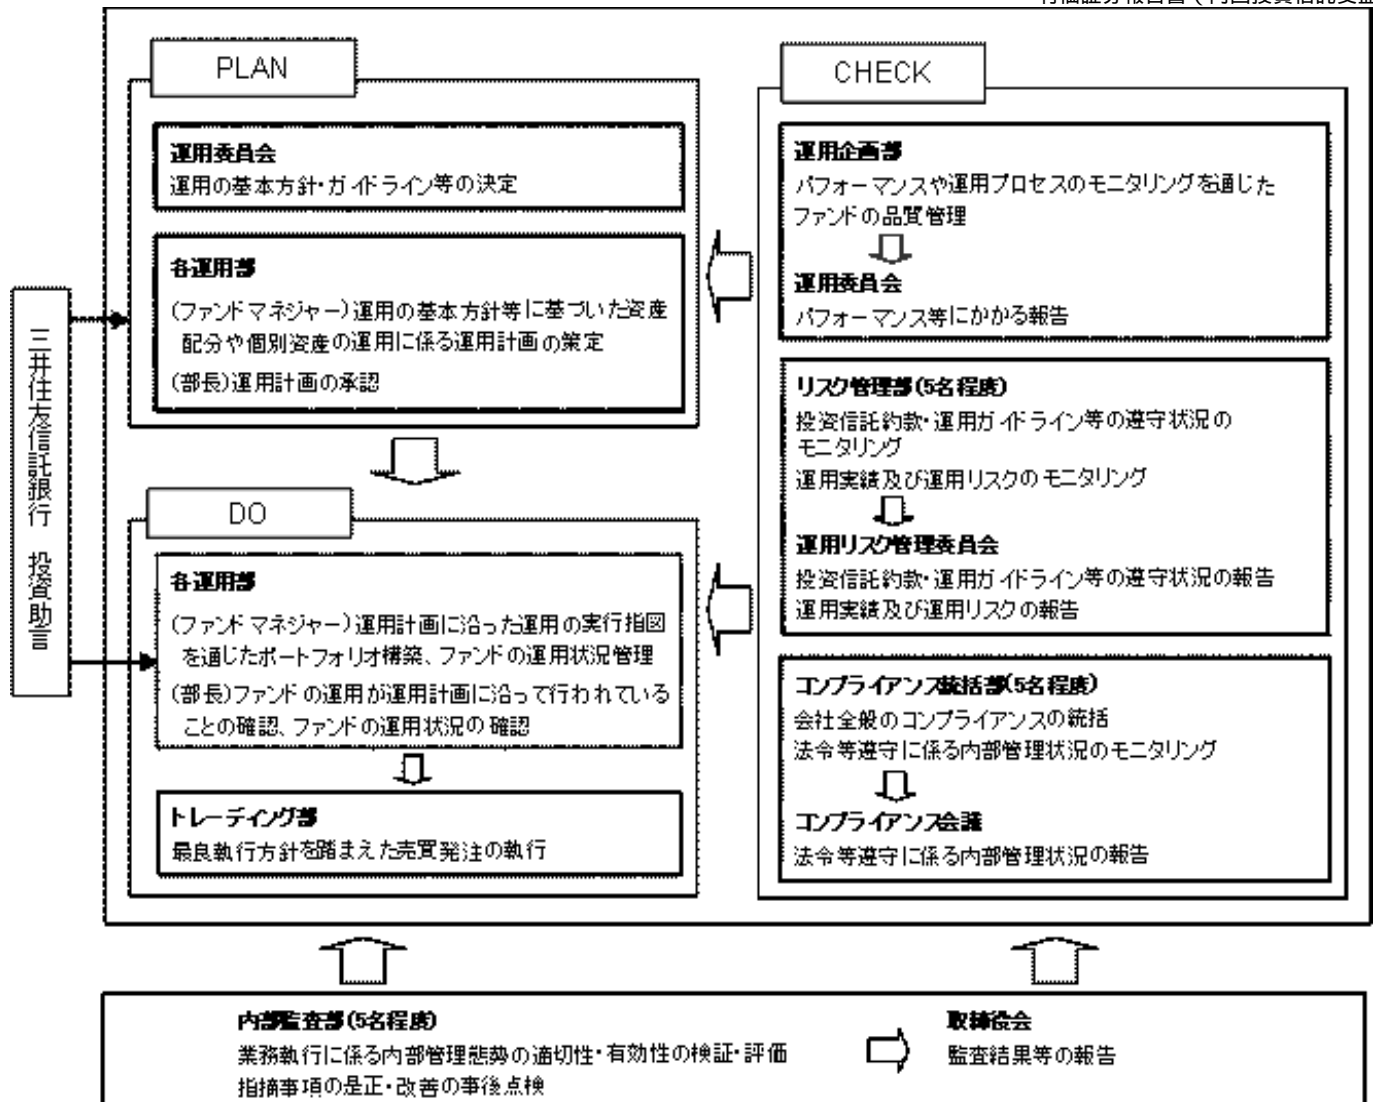 PLAN
運用委員会
運用の基本方針・ガイドライン等の決定
各運用部
(ファンドマネジャー)運用の基本方針等に基づいた資産
配分や個別資産の運用に係る運用計画の策定
(部長)運用計画の承認
三井住友信託銀行 投資助言
DO
各運用部
(ファンドマネジャー)運用計画に沿った運用の実行指図
を通じたポートフォリオ構築、ファンドの運用状況管理
(部長)ファンドの運用が運用計画に沿って行われている
ことの確認、ファンドの運用状況の確認
トレーディング部
最良執行方針を踏まえた売買発注の執行
CHECK
運用企画部
パフォーマンスや運用プロセスのモニタリングを通じた
ファンドの品質管理
運用委員会
パフォーマンス等にかかる報告
リスク管理部(5名程度)
投資信託約款・運用ガイドライン等の遵守状況の
モニタリング
運用実績及び運用リスクのモニタリング
運用リスク管理委員会
投資信託約款・運用ガイドライン等の遵守状況の報告
運用実績及び運用リスクの報告
コンプライアンス統括部(5名程度)
会社全般のコンプライアンスの統括
法令等遵守に係る内部管理状況のモニタリング
コンプライアンス会議
法令等遵守に係る内部管理状況の報告
内部監査部(5名程度)
業務執行に係る内部管理態勢の適切性・有効性の検証・評価
指摘事項の是正・改善の事後点検
取締役会
監査結果等の報告